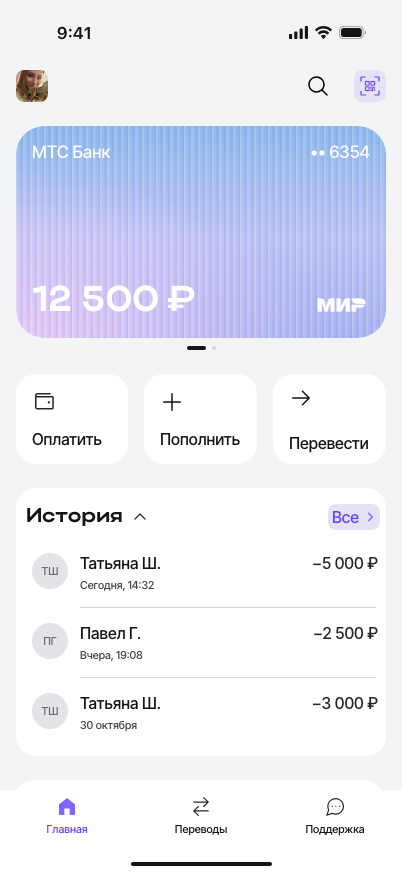 9:41
МТС Банк
•• 6354
12 500 ₽
МИР
Оплатить
Пополнить
Перевести
История
Все
ТШ
Татьяна Ш.
−5 000 ₽
Сегодня, 14:32
ПГ
Павел Г.
−2 500 ₽
Вчера, 19:08
ТШ
Татьяна Ш.
−3 000 ₽
30 октября
Главная
Переводы
Поддержка